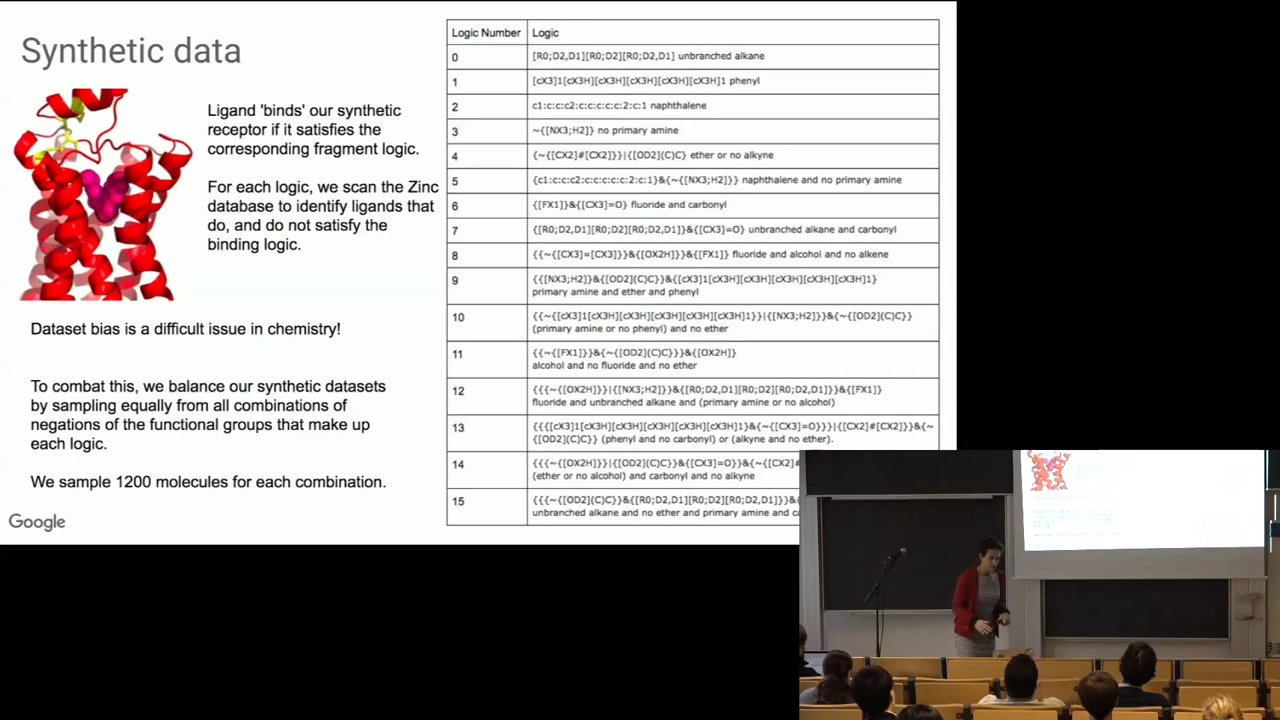 Synthetic data
Ligand 'binds' our synthetic
receptor if it satisfies the
corresponding fragment logic.
For each logic, we scan the Zinc
database to identify ligands that
do, and do not satisfy the
binding logic.
Dataset bias is a difficult issue in chemistry!
To combat this, we balance our synthetic datasets
by sampling equally from all combinations of
negations of the functional groups that make up
each logic.
We sample 1200 molecules for each combination.
Google
Logic Number Logic
0 [R0;D2,D1][R0;D2][R0;D2,D1] unbranched alkane
1 [cX3]1[cX3H][cX3H][cX3H][cX3H][cX3H]1 phenyl
2 c1:c:c:c2:c:c:c:c:c:2:c:1 naphthalene
3 ~{[NX3;H2]} no primary amine
4 {~{[CX2]#[CX2]}}|{[OD2](C)C} ether or no alkyne
5 {c1:c:c:c2:c:c:c:c:c:2:c:1}&{~{[NX3;H2]}} naphthalene and no primary amine
6 {[FX1]}&{[CX3]=O} fluoride and carbonyl
7 {[R0;D2,D1][R0;D2][R0;D2,D1]}&{[CX3]=O} unbranched alkane and carbonyl
8 {{~{[CX3]=[CX3]}}&{[OX2H]}}&{[FX1]} fluoride and alcohol and no alkene
9 {{[NX3;H2]}&{[OD2](C)C}}&{[cX3]1[cX3H][cX3H][cX3H][cX3H][cX3H]1}
primary amine and ether and phenyl
10 {{~{[cX3]1[cX3H][cX3H][cX3H][cX3H][cX3H]1}}|{[NX3;H2]}}&{~{[OD2](C)C}}
(primary amine or no phenyl) and no ether
11 {{~{[FX1]}}&{~{[OD2](C)C}}}&{[OX2H]}
alcohol and no fluoride and no ether
12 {{{~{[OX2H]}}|{[NX3;H2]}}&{[R0;D2,D1][R0;D2][R0;D2,D1]}}&{[FX1]}
fluoride and unbranched alkane and (primary amine or no alcohol)
13 {{{[cX3]1[cX3H][cX3H][cX3H][cX3H][cX3H]1}&{~{[CX3]=O}}}|{[CX2]#[CX2]}}&{~
{[OD2](C)C}} (phenyl and no carbonyl) or (alkyne and no ether).
14 {{{~{[OX2H]}}|{[OD2](C)C}}&{[CX3]=O}}&{~{[CX2]#
(ether or no alcohol) and carbonyl and no alkyne
15 {{{~{[OD2](C)C}}&{[R0;D2,D1][R0;D2][R0;D2,D1]}}&
unbranched alkane and no ether and primary amine and